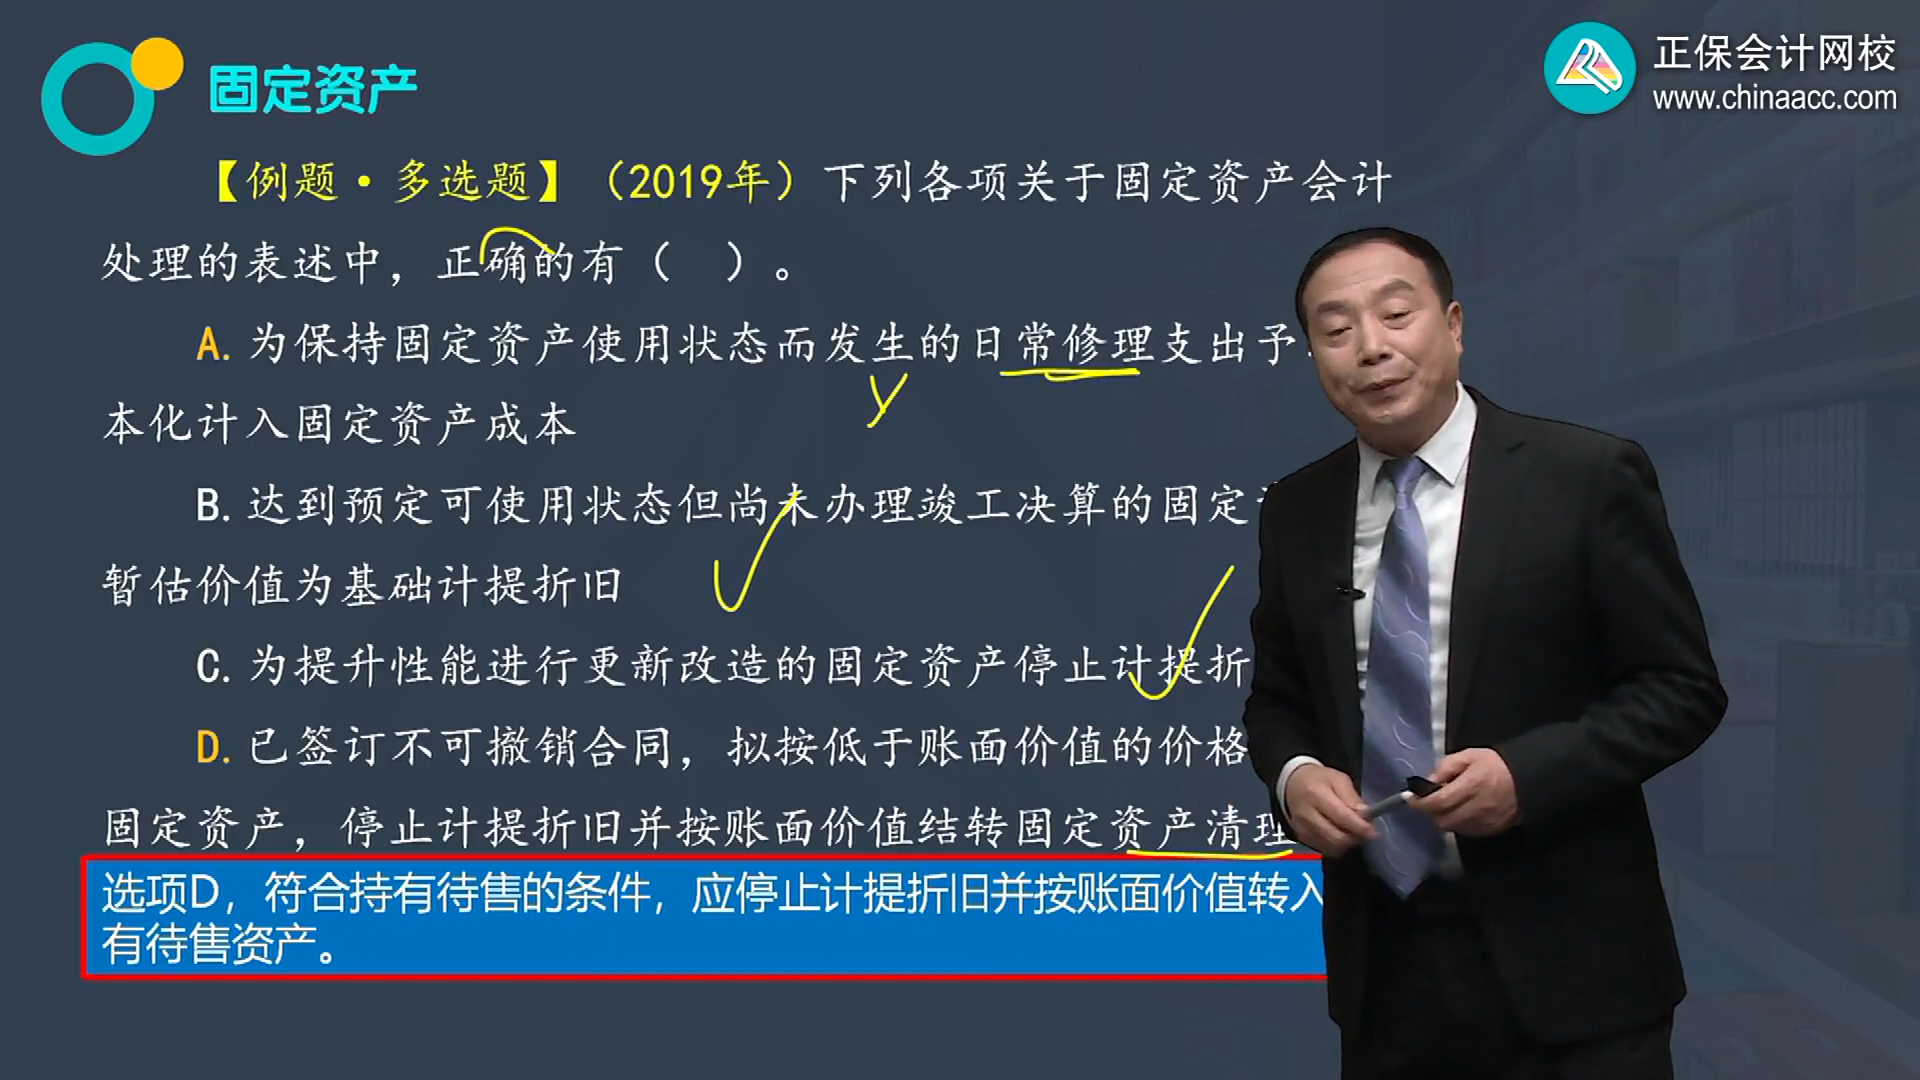 固定资产
正保会计网校
www.chinaacc.com
【例题·多选题】（2019年）下列各项关于固定资产会计
处理的表述中，正确的有（　）。
A. 为保持固定资产使用状态而发生的日常修理支出予
本化计入固定资产成本
B. 达到预定可使用状态但尚未办理竣工决算的固定
暂估价值为基础计提折旧
C. 为提升性能进行更新改造的固定资产停止计提折
D. 已签订不可撤销合同，拟按低于账面价值的价格
固定资产，停止计提折旧并按账面价值结转固定资产清理
选项D，符合持有待售的条件，应停止计提折旧并按账面价值转入
有待售资产。